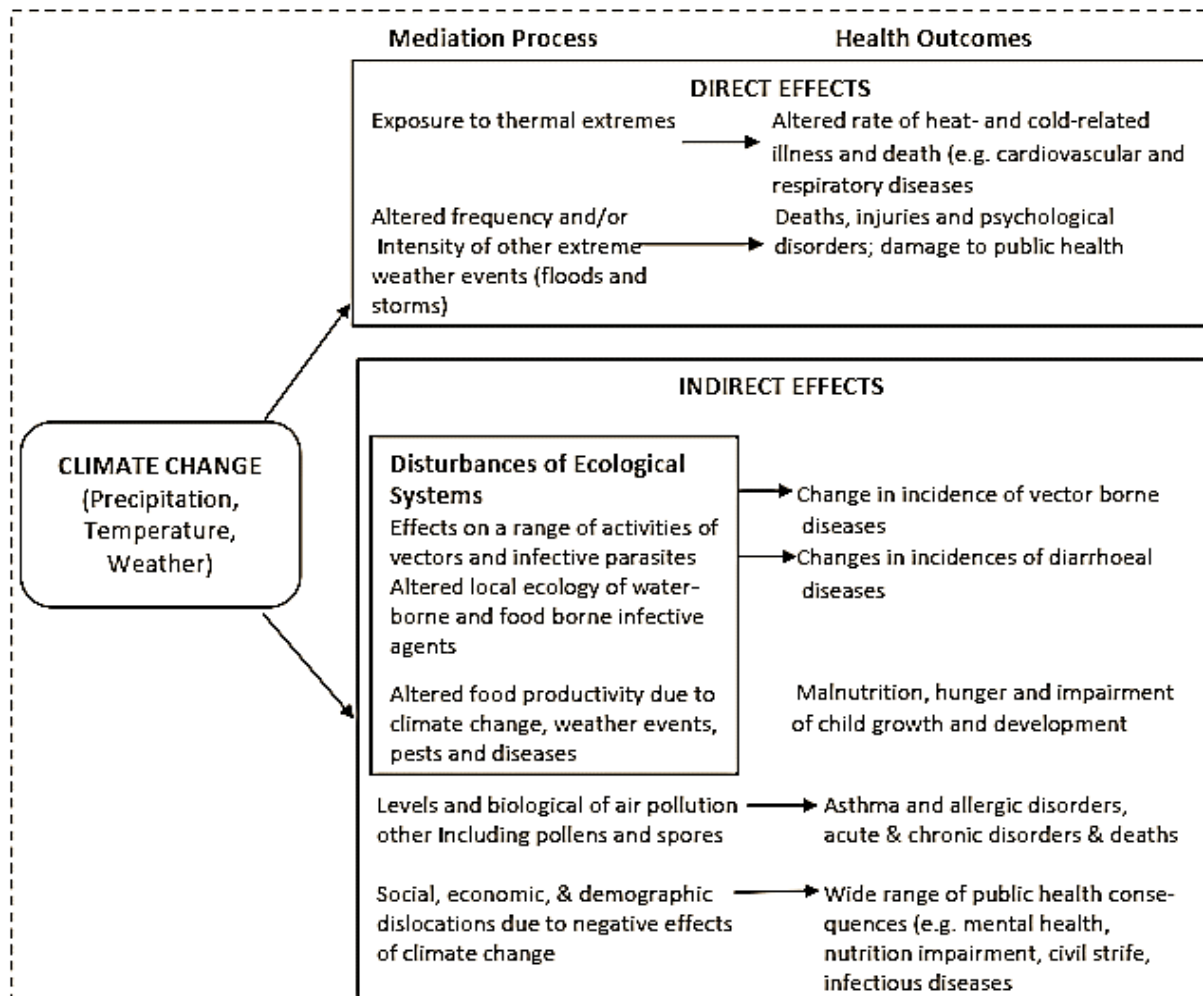 Mediation Process
Health Outcomes
DIRECT EFFECTS
Exposure to thermal extremes
Altered rate of heat- and cold-related
illness and death (e.g. cardiovascular and
respiratory diseases
Altered frequency and/or
Intensity of other extreme
weather events (floods and
storms)
Deaths, injuries and psychological
disorders; damage to public health
CLIMATE CHANGE
(Precipitation,
Temperature,
Weather)
INDIRECT EFFECTS
Disturbances of Ecological
Systems
Effects on a range of activities of
vectors and infective parasites
Altered local ecology of water-
borne and food borne infective
agents
Change in incidence of vector borne
diseases
Changes in incidences of diarrhoeal
diseases
Altered food productivity due to
climate change, weather events,
pests and diseases
Malnutrition, hunger and impairment
of child growth and development
Levels and biological of air pollution
other Including pollens and spores
Asthma and allergic disorders,
acute & chronic disorders & deaths
Social, economic, & demographic
dislocations due to negative effects
of climate change
Wide range of public health conse-
quences (e.g. mental health,
nutrition impairment, civil strife,
infectious diseases